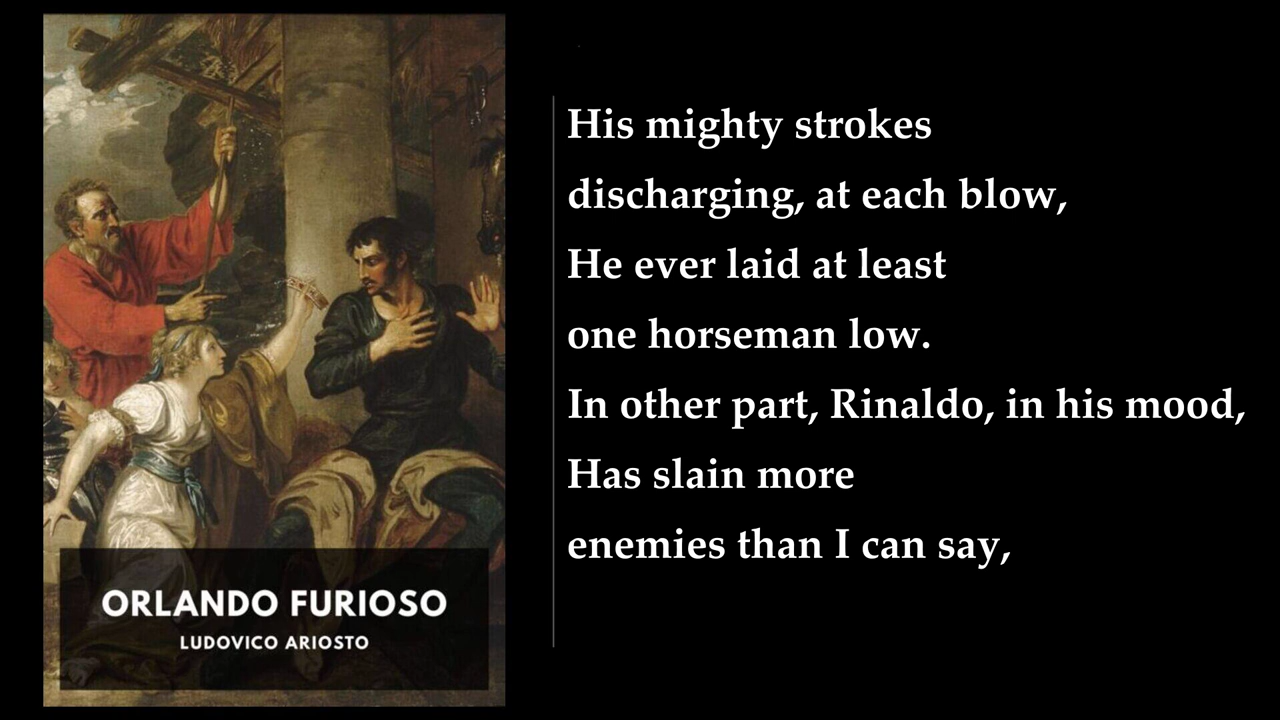 ORLANDO FURIOSO
LUDOVICO ARIOSTO
His mighty strokes
discharging, at each blow,
He ever laid at least
one horseman low.
In other part, Rinaldo, in his mood,
Has slain more
enemies than I can say,